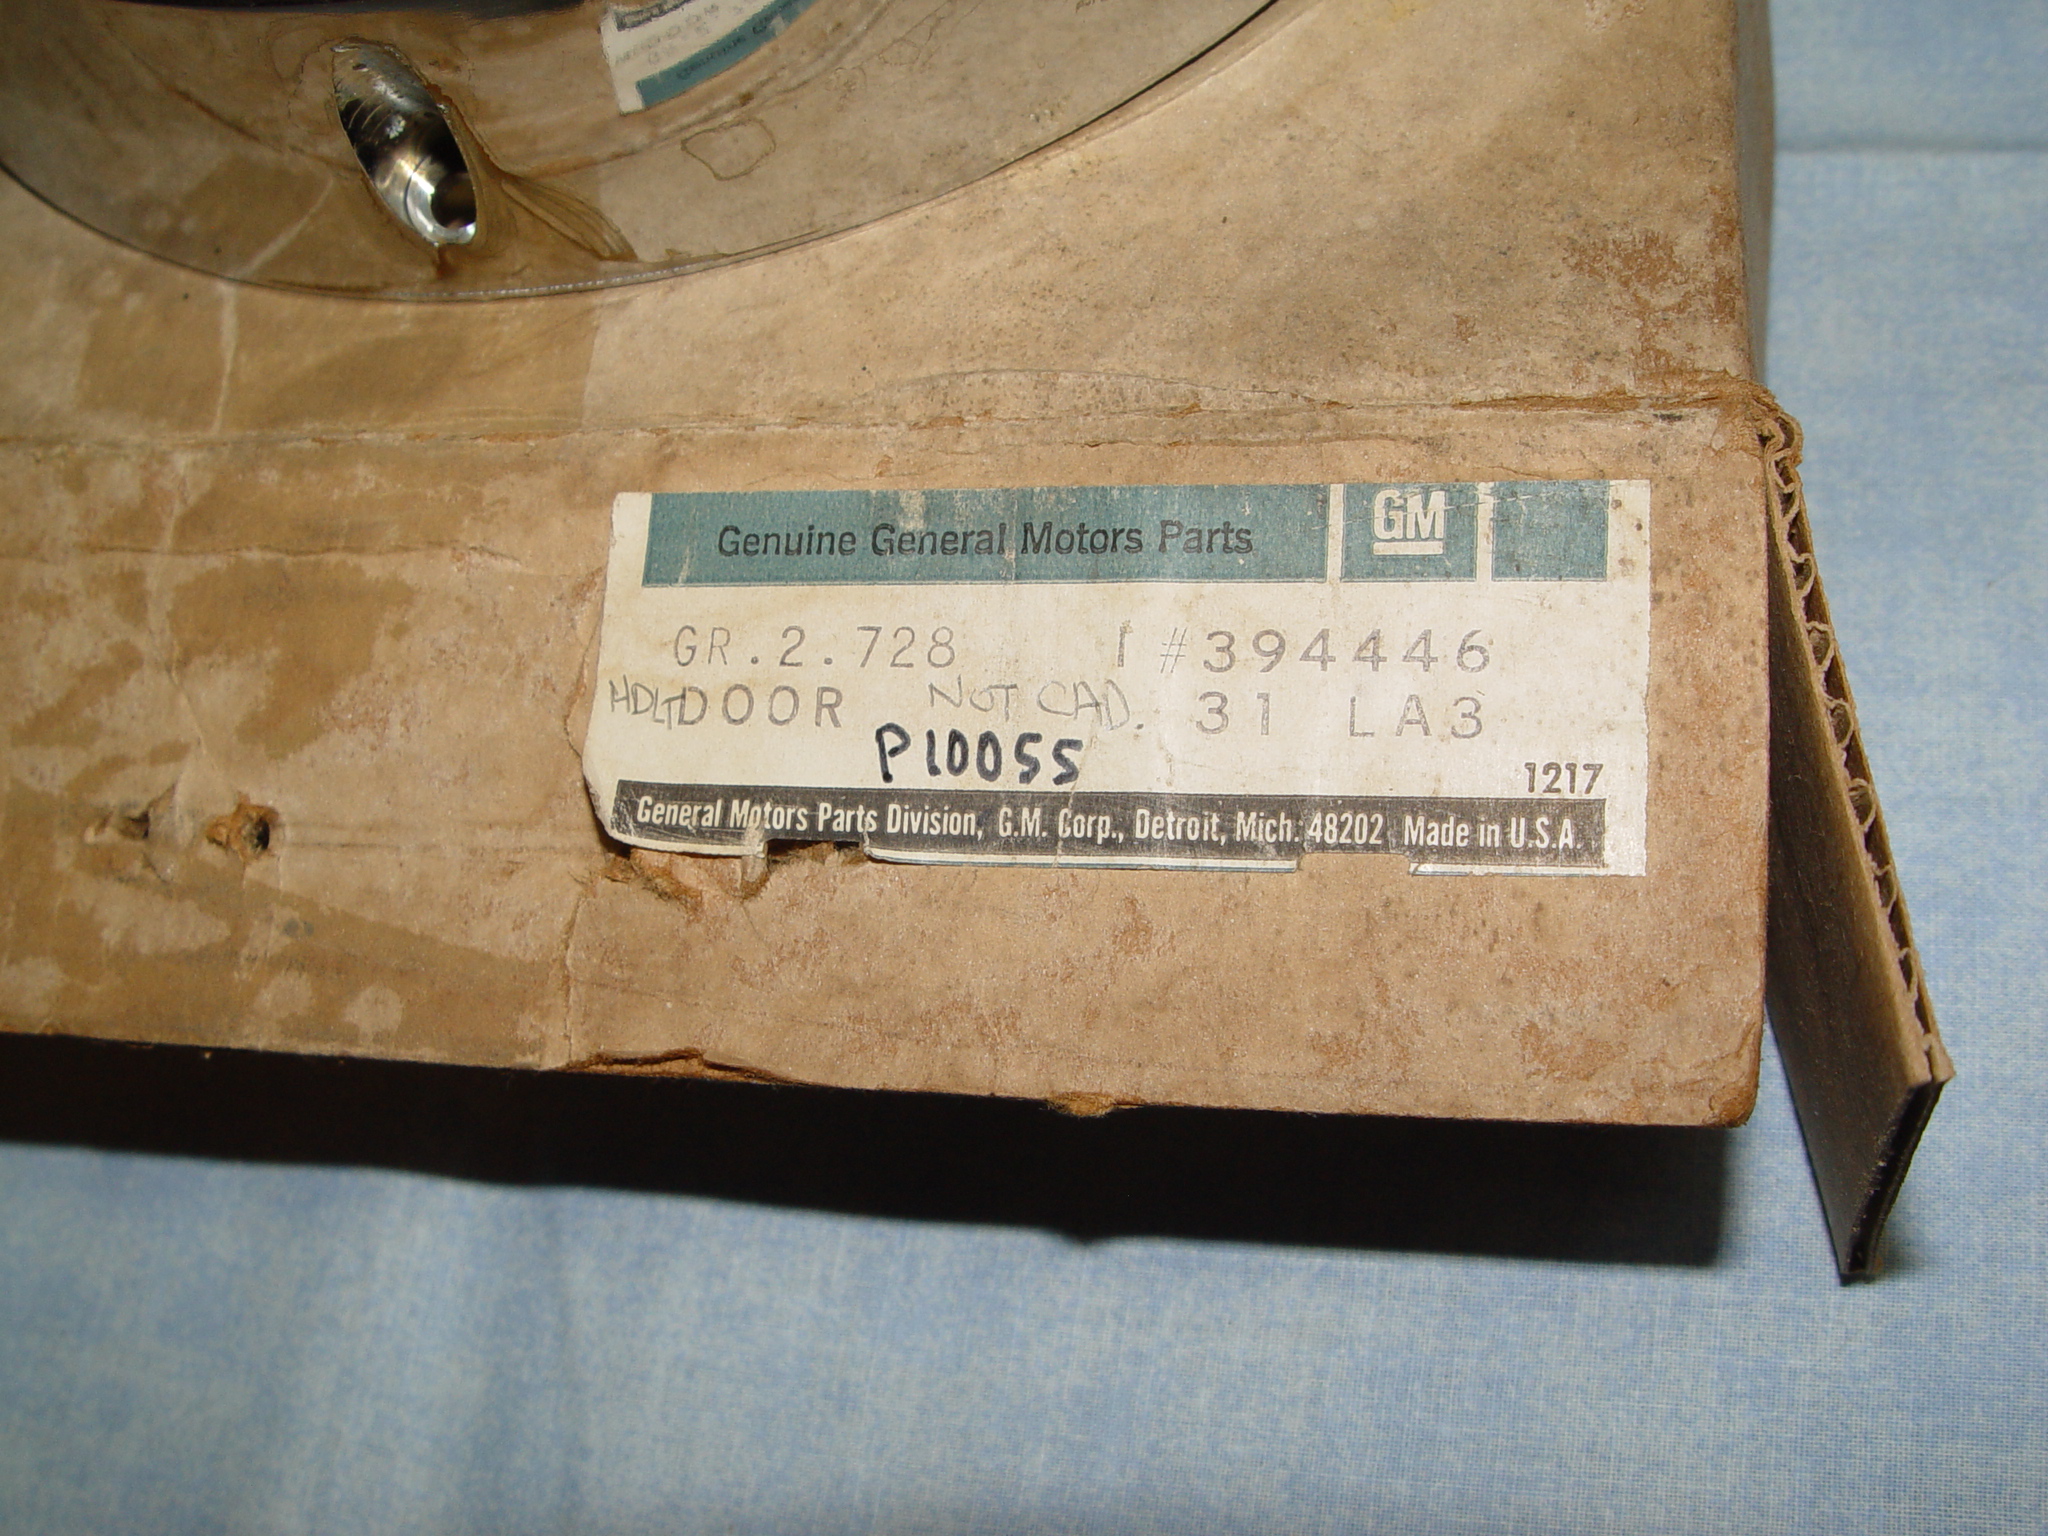 Genuine General Motors Parts GM
GR.2.728 1 #394446
HDLT DOOR NOT CAD. 31 LA3
P10055
1217
General Motors Parts Division, G.M. Corp., Detroit, Mich. 48202 Made in U.S.A.